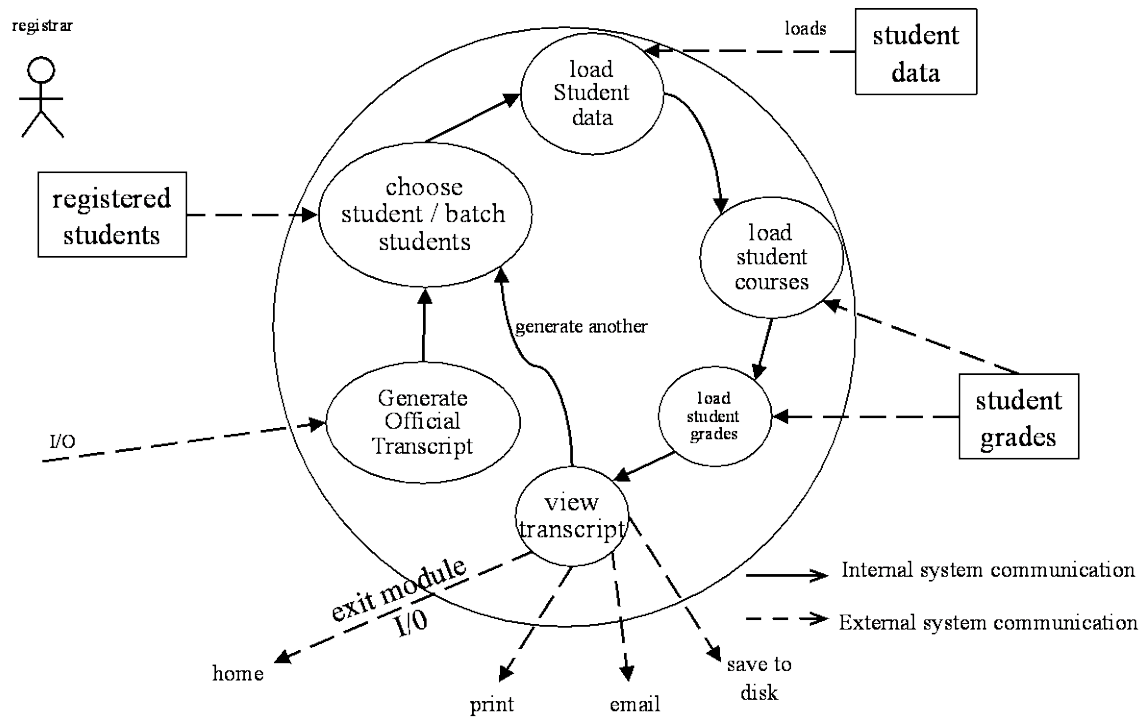 registrar
loads
student
data
load
Student
data
registered
students
choose
student / batch
students
load
student
courses
generate another
Generate
Official
Transcript
I/O
load
student
grades
student
grades
view
transcript
exit module
I/0
Internal system communication
External system communication
home
print
email
save to
disk